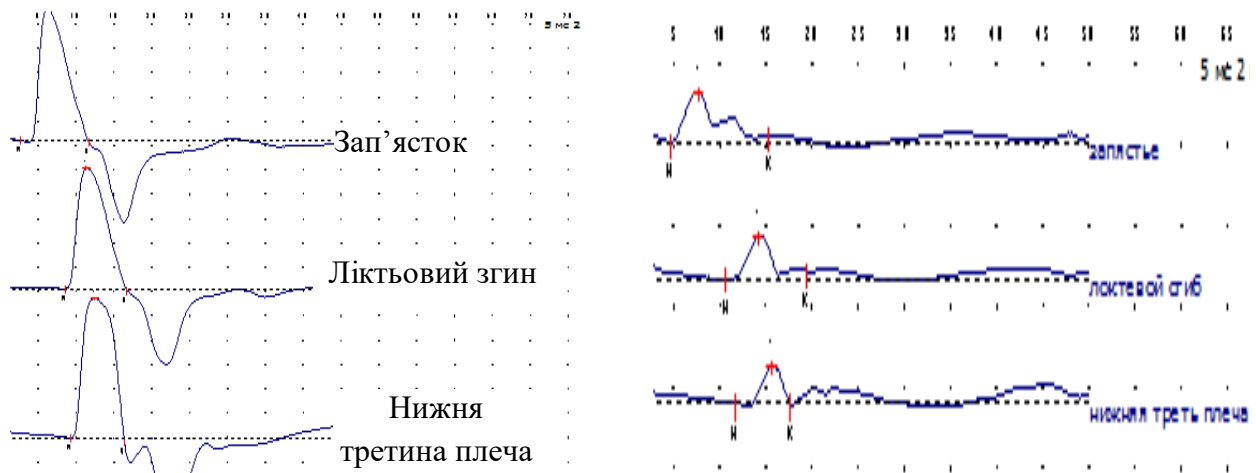 5 мс 2
Зап’ясток
Ліктьовий згин
Нижня
третина плеча
5 10 15 20 25 30 35 40 45 50 55 60 65
5 мс 2
запястье
Н
К
локтевой сгиб
Н
К
нижняя треть плеча
Н
К